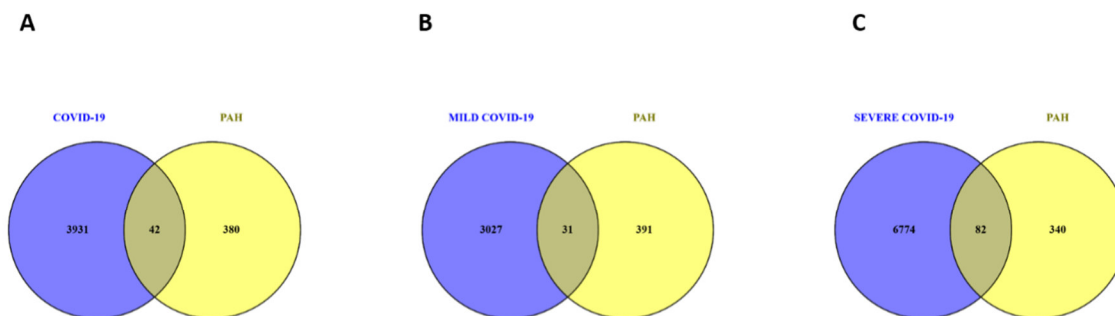 A
B
C
COVID-19 PAH
MILD COVID-19 PAH
SEVERE COVID-19 PAH
3931 42 380
3027 31 391
6774 82 340